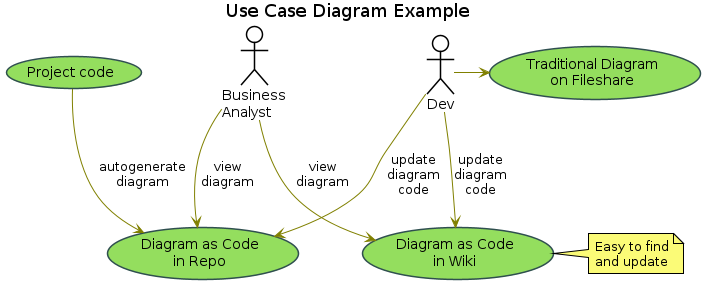 Use Case Diagram Example
Project code
Business
Analyst
Dev
Traditional Diagram
on Fileshare
autogenerate
diagram
view
diagram
view
diagram
update
diagram
code
update
diagram
code
Diagram as Code
in Repo
Diagram as Code
in Wiki
Easy to find
and update